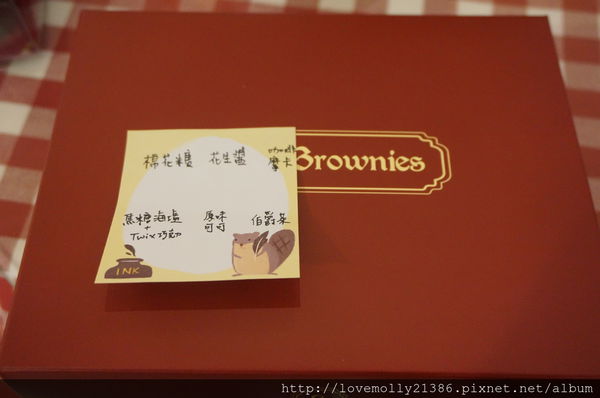 Brownies
棉花糖 花生醬 咖啡
摩卡
焦糖海塩 原味 伯爵茶
+ 可可
Twix巧克力
INK
http://lovemolly21386.pixnet.net/album